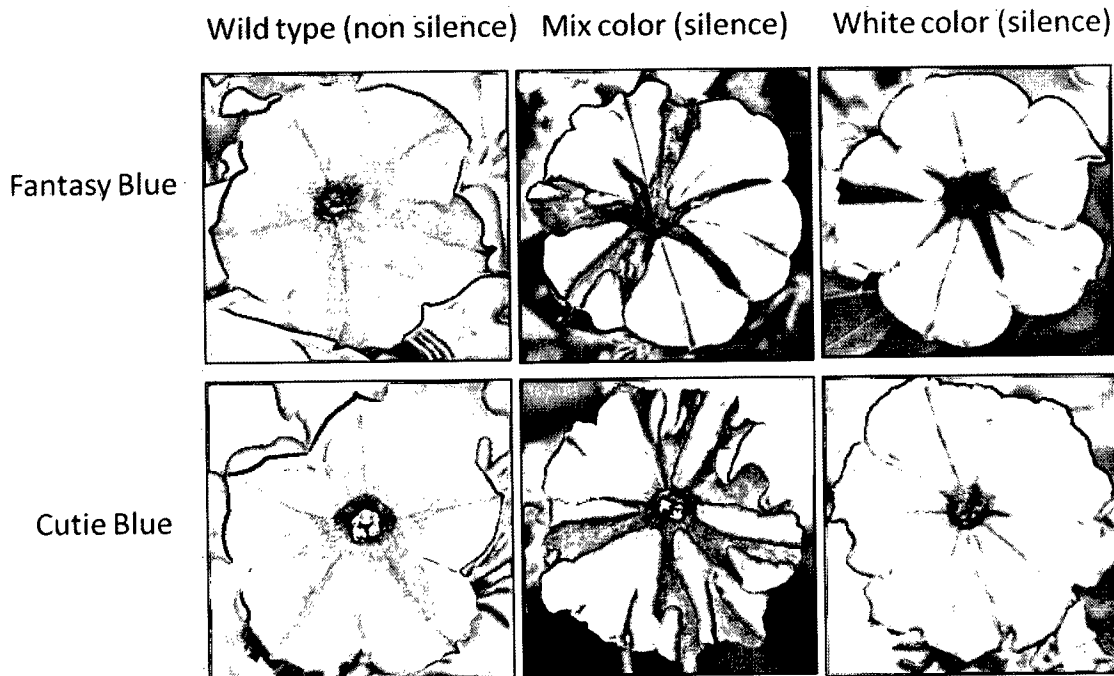 Wild type (non silence) Mix color (silence) White color (silence)
Fantasy Blue
Cutie Blue